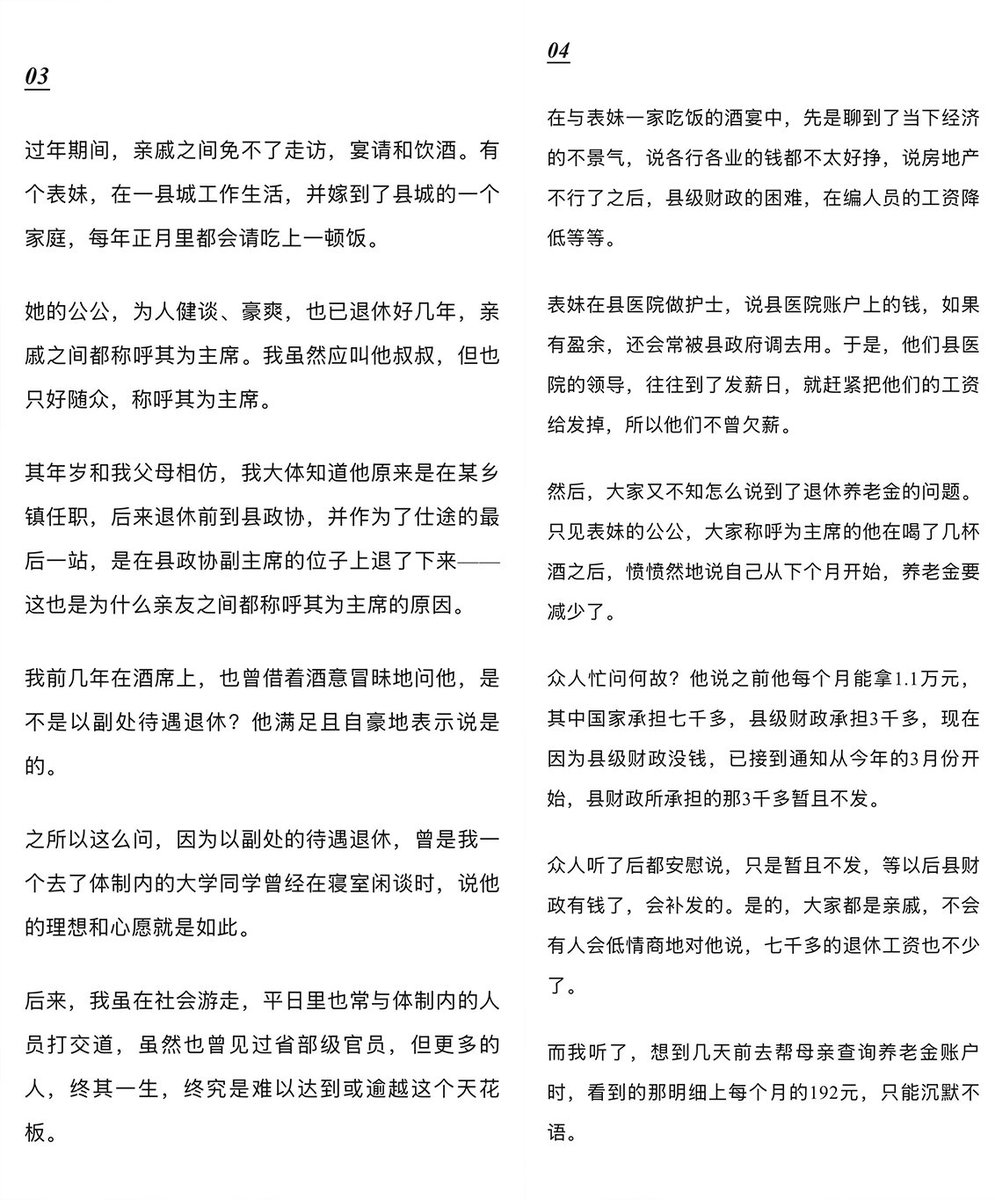 03
过年期间，亲戚之间免不了走访，宴请和饮酒。有
个表妹，在一县城工作生活，并嫁到了县城的一个
家庭，每年正月里都会请吃上一顿饭。
她的公公，为人健谈、豪爽，也已退休好几年，亲
戚之间都称呼其为主席。我虽然应叫他叔叔，但也
只好随众，称呼其为主席。
其年岁和我父母相仿，我大体知道他原来是在某乡
镇任职，后来退休前到县政协，并作为了仕途的最
后一站，是在县政协副主席的位子上退了下来——
这也是为什么亲友之间都称呼其为主席的原因。
我前几年在酒席上，也曾借着酒意冒昧地问他，是
不是以副处待遇退休？他满足且自豪地表示说是
的。
之所以这么问，因为以副处的待遇退休，曾是我一
个去了体制内的大学同学曾经在寝室闲谈时，说他
的理想和心愿就是如此。
后来，我虽在社会游走，平日里也常与体制内的人
员打交道，虽然也曾见过省部级官员，但更多的
人，终其一生，终究是难以达到或逾越这个天花
板。
04
在与表妹一家吃饭的酒宴中，先是聊到了当下经济
的不景气，说各行各业的钱都不太好挣，说房地产
不行了之后，县级财政的困难，在编人员的工资降
低等等。
表妹在县医院做护士，说县医院账户上的钱，如果
有盈余，还会常被县政府调去用。于是，他们县医
院的领导，往往到了发薪日，就赶紧把他们的工资
给发掉，所以他们不曾欠薪。
然后，大家又不知怎么说到了退休养老金的问题。
只见表妹的公公，大家称呼为主席的他在喝了几杯
酒之后，愤愤然地说自己从下个月开始，养老金要
减少了。
众人忙问何故？他说之前他每个月能拿1.1万元，
其中国家承担七千多，县级财政承担3千多，现在
因为县级财政没钱，已接到通知从今年的3月份开
始，县财政所承担的那3千多暂且不发。
众人听了后都安慰说，只是暂且不发，等以后县财
政有钱了，会补发的。是的，大家都是亲戚，不会
有人会低情商地对他说，七千多的退休工资也不少
了。
而我听了，想到几天前去帮母亲查询养老金账户
时，看到的那明细上每个月的192元，只能沉默不
语。